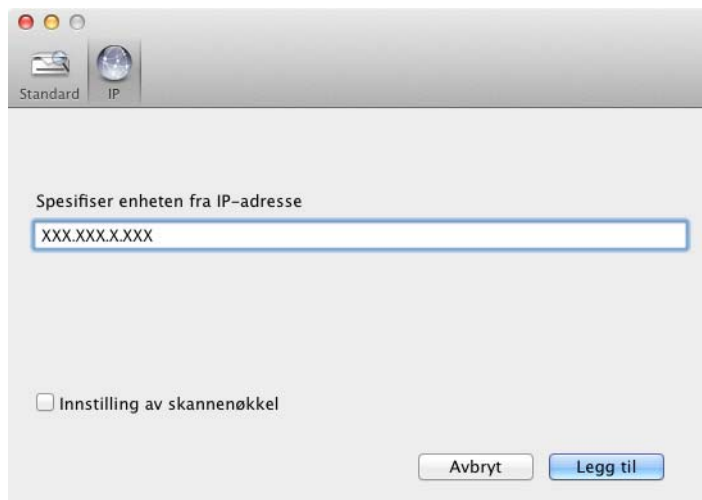 Standard
IP
Spesifiser enheten fra IP-adresse
XXX.XXX.X.XXX
Innstilling av skannenøkkel
Avbryt
Legg til